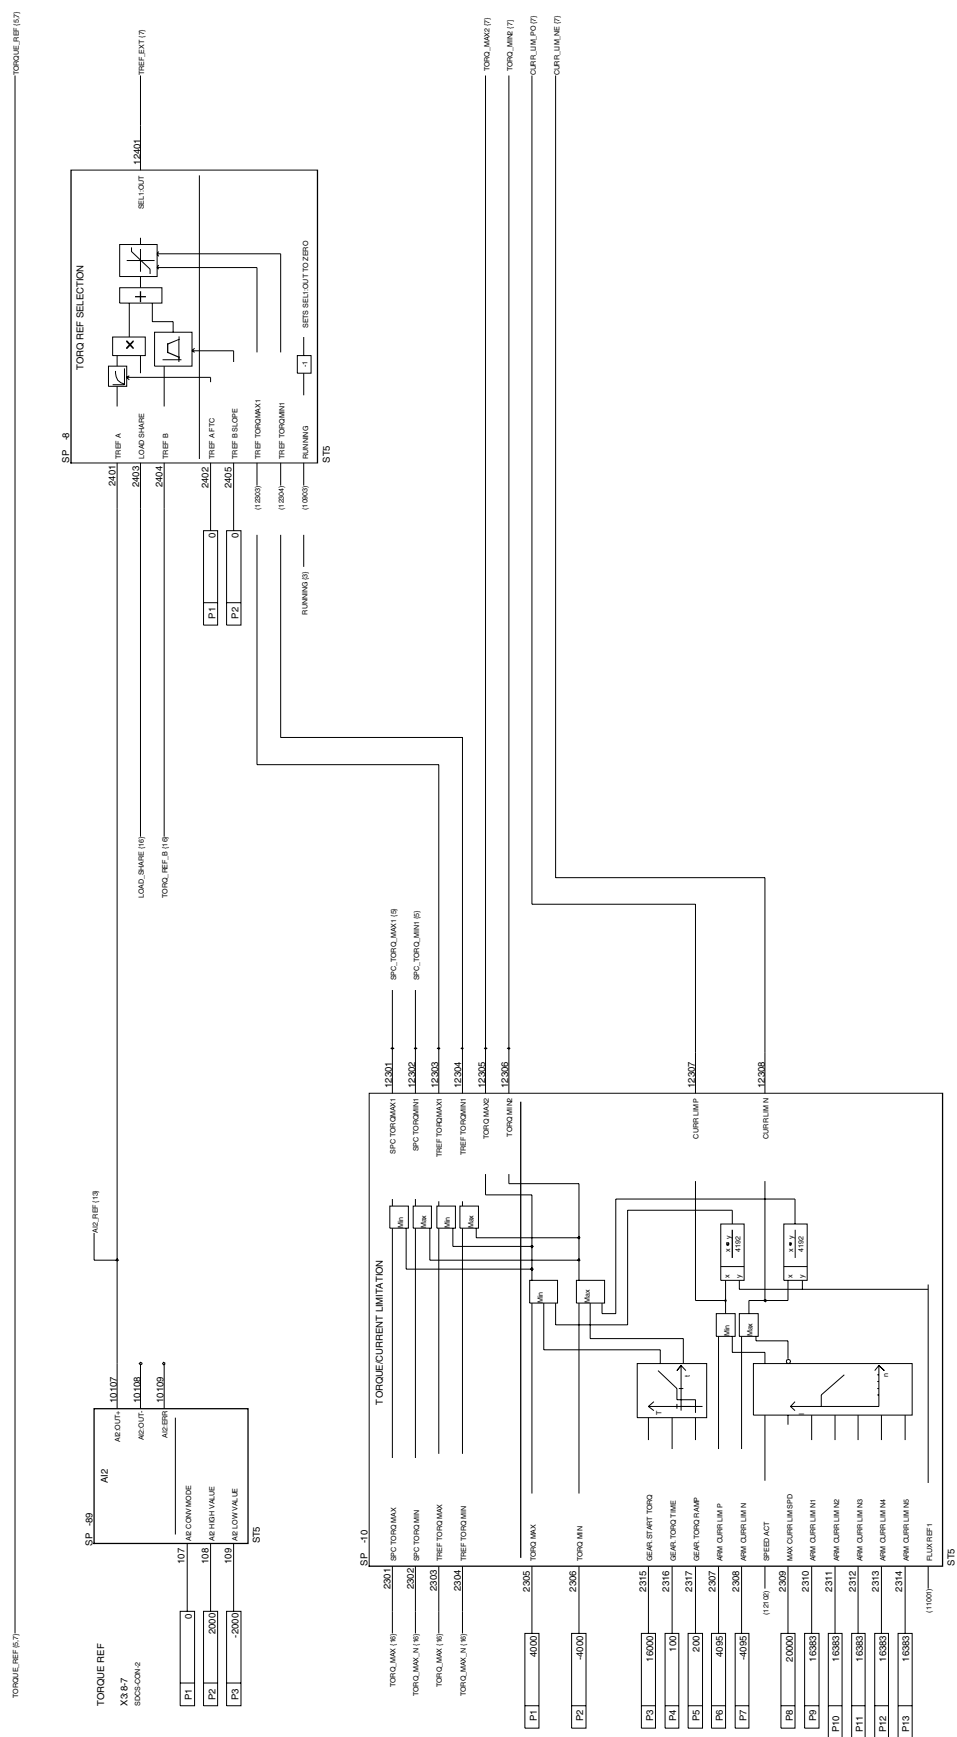 TORQUE_REF (5,7)
TORQUE_REF (5,7)
TORQUE REF
X3:8-7
SDCS-CON-2
P1
0
P2
2000
P3
-2000
SP -89
AI2
107
AI2 CONV MODE
108
AI2 HIGH VALUE
109
AI2 LOW VALUE
AI2:OUT+
10107
AI2:OUT-
10108
AI2:ERR
10109
ST5
AI2_REF (13)
LOAD_SHARE (16)
TORQ_REF_B (16)
SP -8
TORQ REF SELECTION
2401
TREF A
2403
LOAD SHARE
2404
TREF B
P1
0
2402
TREF A FTC
P2
0
2405
TREF B SLOPE
(12303)
TREF TORQMAX1
(12304)
TREF TORQMIN1
RUNNING (3)
(10903)
RUNNING
-1
SETS SEL1:OUT TO ZERO
SEL1:OUT
12401
TREF_EXT (7)
ST5
SP -10
TORQUE/CURRENT LIMITATION
TORQ_MAX (16)
2301
SPC TORQ MAX
TORQ_MAX_N (16)
2302
SPC TORQ MIN
TORQ_MAX (16)
2303
TREF TORQ MAX
TORQ_MAX_N (16)
2304
TREF TORQ MIN
Min
Max
Min
Max
SPC TORQMAX1
12301
SPC_TORQ_MAX1 (5)
SPC TORQMIN1
12302
SPC_TORQ_MIN1 (5)
TREF TORQMAX1
12303
TREF TORQMIN1
12304
TORQ MAX2
12305
TORQ_MAX2 (7)
TORQ MIN2
12306
TORQ_MIN2 (7)
P1
4000
2305
TORQ MAX
Min
P2
-4000
2306
TORQ MIN
Max
P3
16000
2315
GEAR.START TORQ
P4
100
2316
GEAR.TORQ TIME
P5
200
2317
GEAR.TORQ RAMP
T
t
P6
4095
2307
ARM CURR LIM P
Min
P7
-4095
2308
ARM CURR LIM N
Max
x
y
x * y
4192
x
y
x * y
4192
CURR LIM P
12307
CURR_LIM_PO (7)
CURR LIM N
12308
CURR_LIM_NE (7)
(12102)
SPEED ACT
P8
20000
2309
MAX CURR LIM SPD
P9
16383
2310
ARM CURR LIM N1
P10
16383
2311
ARM CURR LIM N2
P11
16383
2312
ARM CURR LIM N3
P12
16383
2313
ARM CURR LIM N4
P13
16383
2314
ARM CURR LIM N5
I
n
(11001)
FLUX REF1
ST5